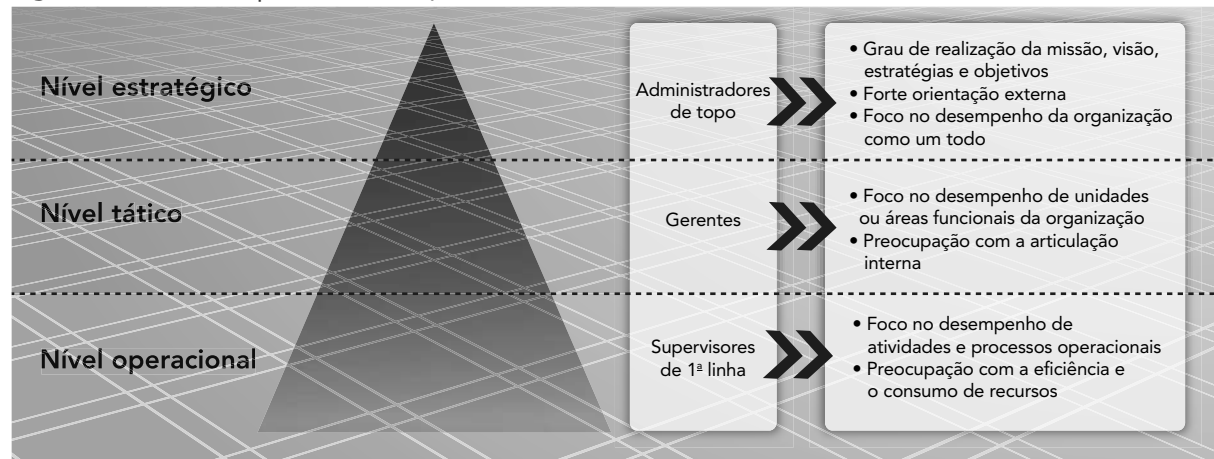 Nível estratégico
Administradores
de topo
• Grau de realização da missão, visão,
estratégias e objetivos
• Forte orientação externa
• Foco no desempenho da organização
como um todo
Nível tático
Gerentes
• Foco no desempenho de unidades
ou áreas funcionais da organização
• Preocupação com a articulação
interna
Nível operacional
Supervisores
de 1ª linha
• Foco no desempenho de
atividades e processos operacionais
• Preocupação com a eficiência e
o consumo de recursos